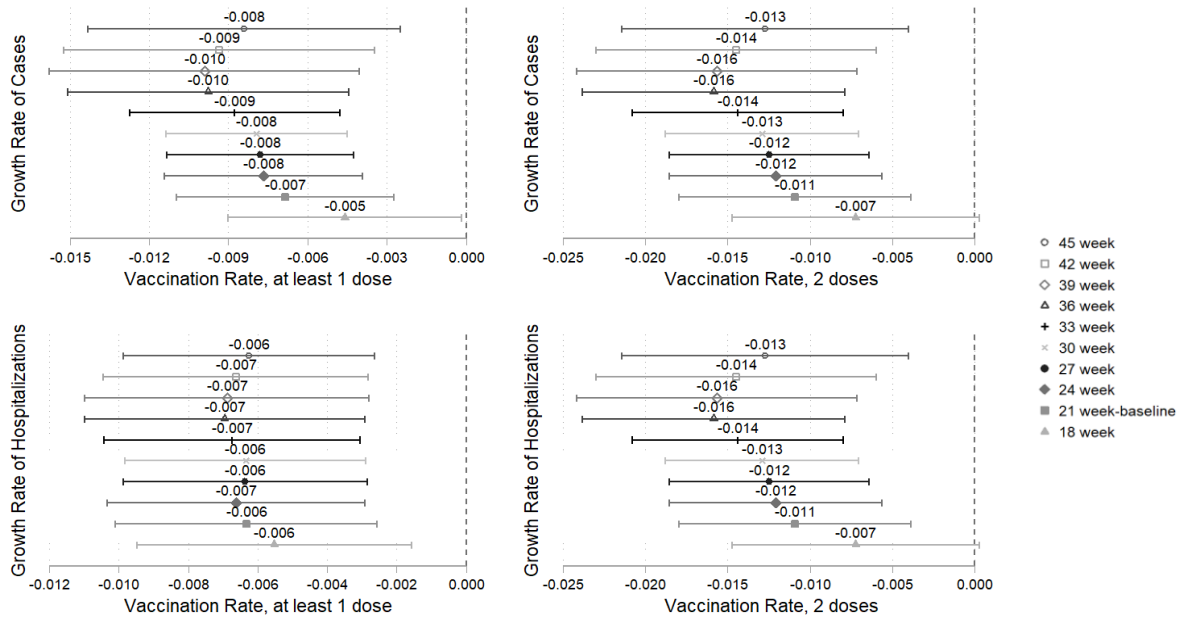 Growth Rate of Cases
-0.008
-0.009
-0.010
-0.010
-0.009
-0.008
-0.008
-0.008
-0.007
-0.005
-0.015 -0.012 -0.009 -0.006 -0.003 0.000
Vaccination Rate, at least 1 dose
Growth Rate of Cases
-0.013
-0.014
-0.016
-0.016
-0.014
-0.013
-0.012
-0.012
-0.011
-0.007
-0.025 -0.020 -0.015 -0.010 -0.005 0.000
Vaccination Rate, 2 doses
Growth Rate of Hospitalizations
-0.006
-0.007
-0.007
-0.007
-0.007
-0.006
-0.006
-0.007
-0.006
-0.006
-0.012 -0.010 -0.008 -0.006 -0.004 -0.002 0.000
Vaccination Rate, at least 1 dose
Growth Rate of Hospitalizations
-0.013
-0.014
-0.016
-0.016
-0.014
-0.013
-0.012
-0.012
-0.011
-0.007
-0.025 -0.020 -0.015 -0.010 -0.005 0.000
Vaccination Rate, 2 doses
45 week
42 week
39 week
36 week
33 week
30 week
27 week
24 week
21 week-baseline
18 week